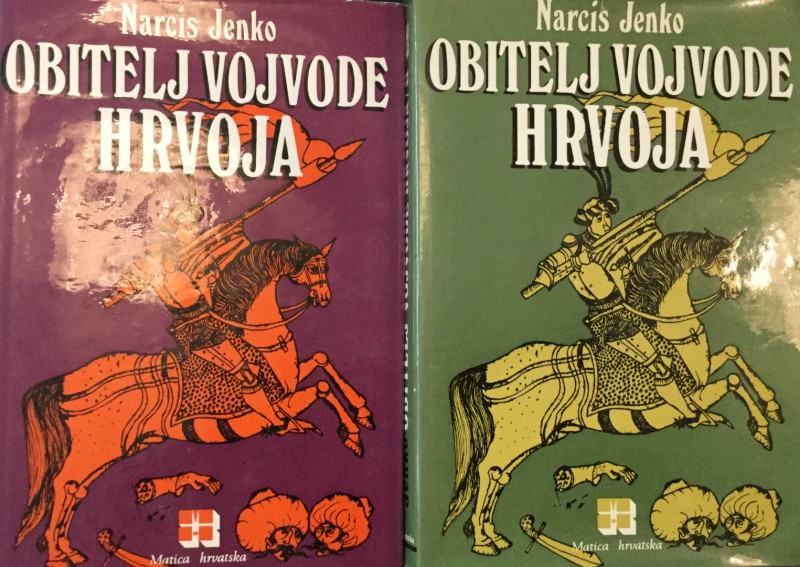 Narcis Jenko
OBITELJ VOJVODE
HRVOJA
Matica hrvatska
Narcis Jenko
OBITELJ VOJVODE
HRVOJA
Matica hrvatska